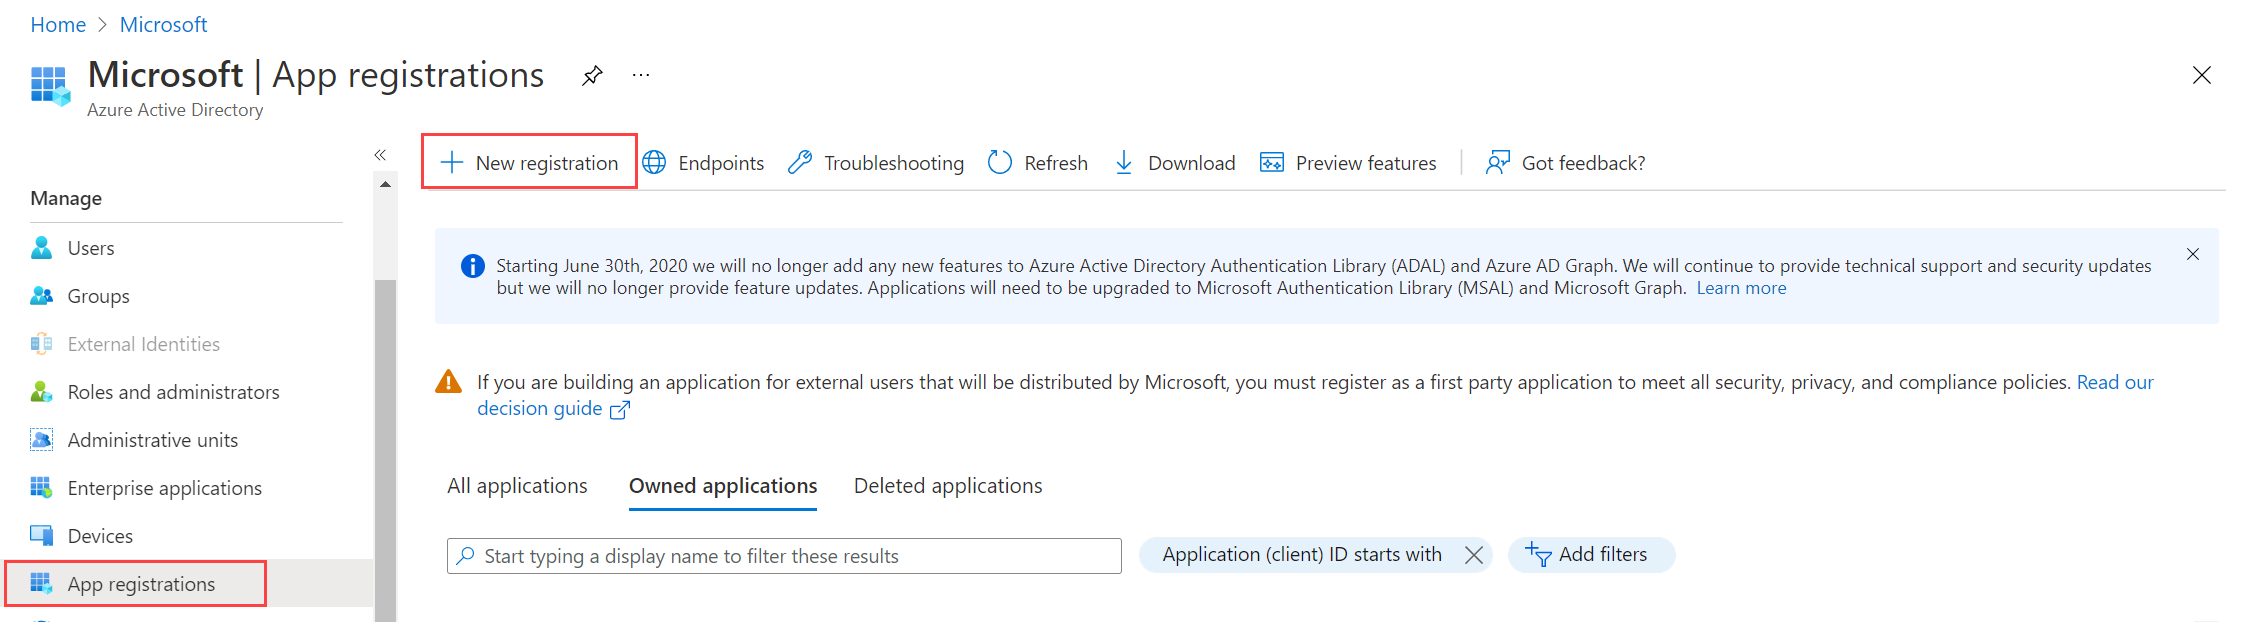 Home > Microsoft
Microsoft | App registrations ...
Azure Active Directory
Manage
Users
Groups
External Identities
Roles and administrators
Administrative units
Enterprise applications
Devices
App registrations
New registration Endpoints Troubleshooting Refresh Download Preview features Got feedback?
Starting June 30th, 2020 we will no longer add any new features to Azure Active Directory Authentication Library (ADAL) and Azure AD Graph. We will continue to provide technical support and security updates
but we will no longer provide feature updates. Applications will need to be upgraded to Microsoft Authentication Library (MSAL) and Microsoft Graph. Learn more
If you are building an application for external users that will be distributed by Microsoft, you must register as a first party application to meet all security, privacy, and compliance policies. Read our
decision guide
All applications Owned applications Deleted applications
Start typing a display name to filter these results
Application (client) ID starts with
Add filters